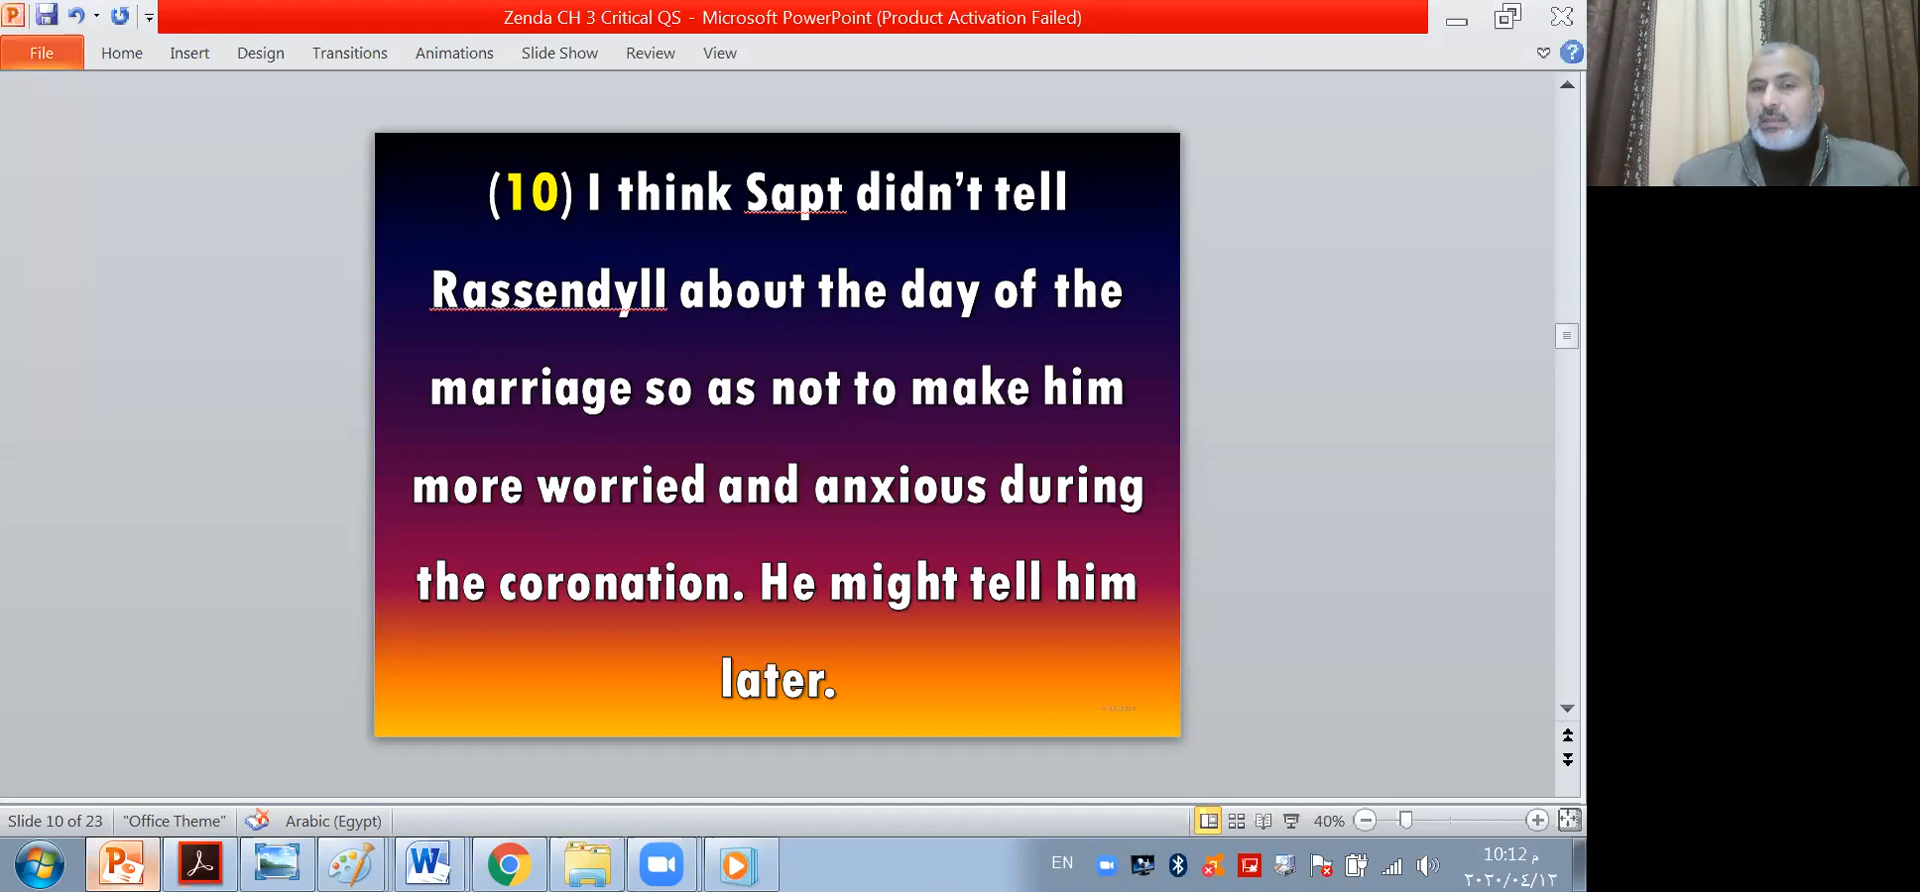 Zenda CH 3 Critical QS - Microsoft PowerPoint (Product Activation Failed)
File Home Insert Design Slide Show Transitions Animations Review View
(10) I think Sapt didn’t tell
Rassendyll about the day of the
marriage so as not to make him
more worried and anxious during
the coronation. He might tell him
later.
Slide 10 of 23 "Office Theme" Arabic (Egypt) 40%
EN 10:12 م
٢٠٢٠/٠٤/١٢